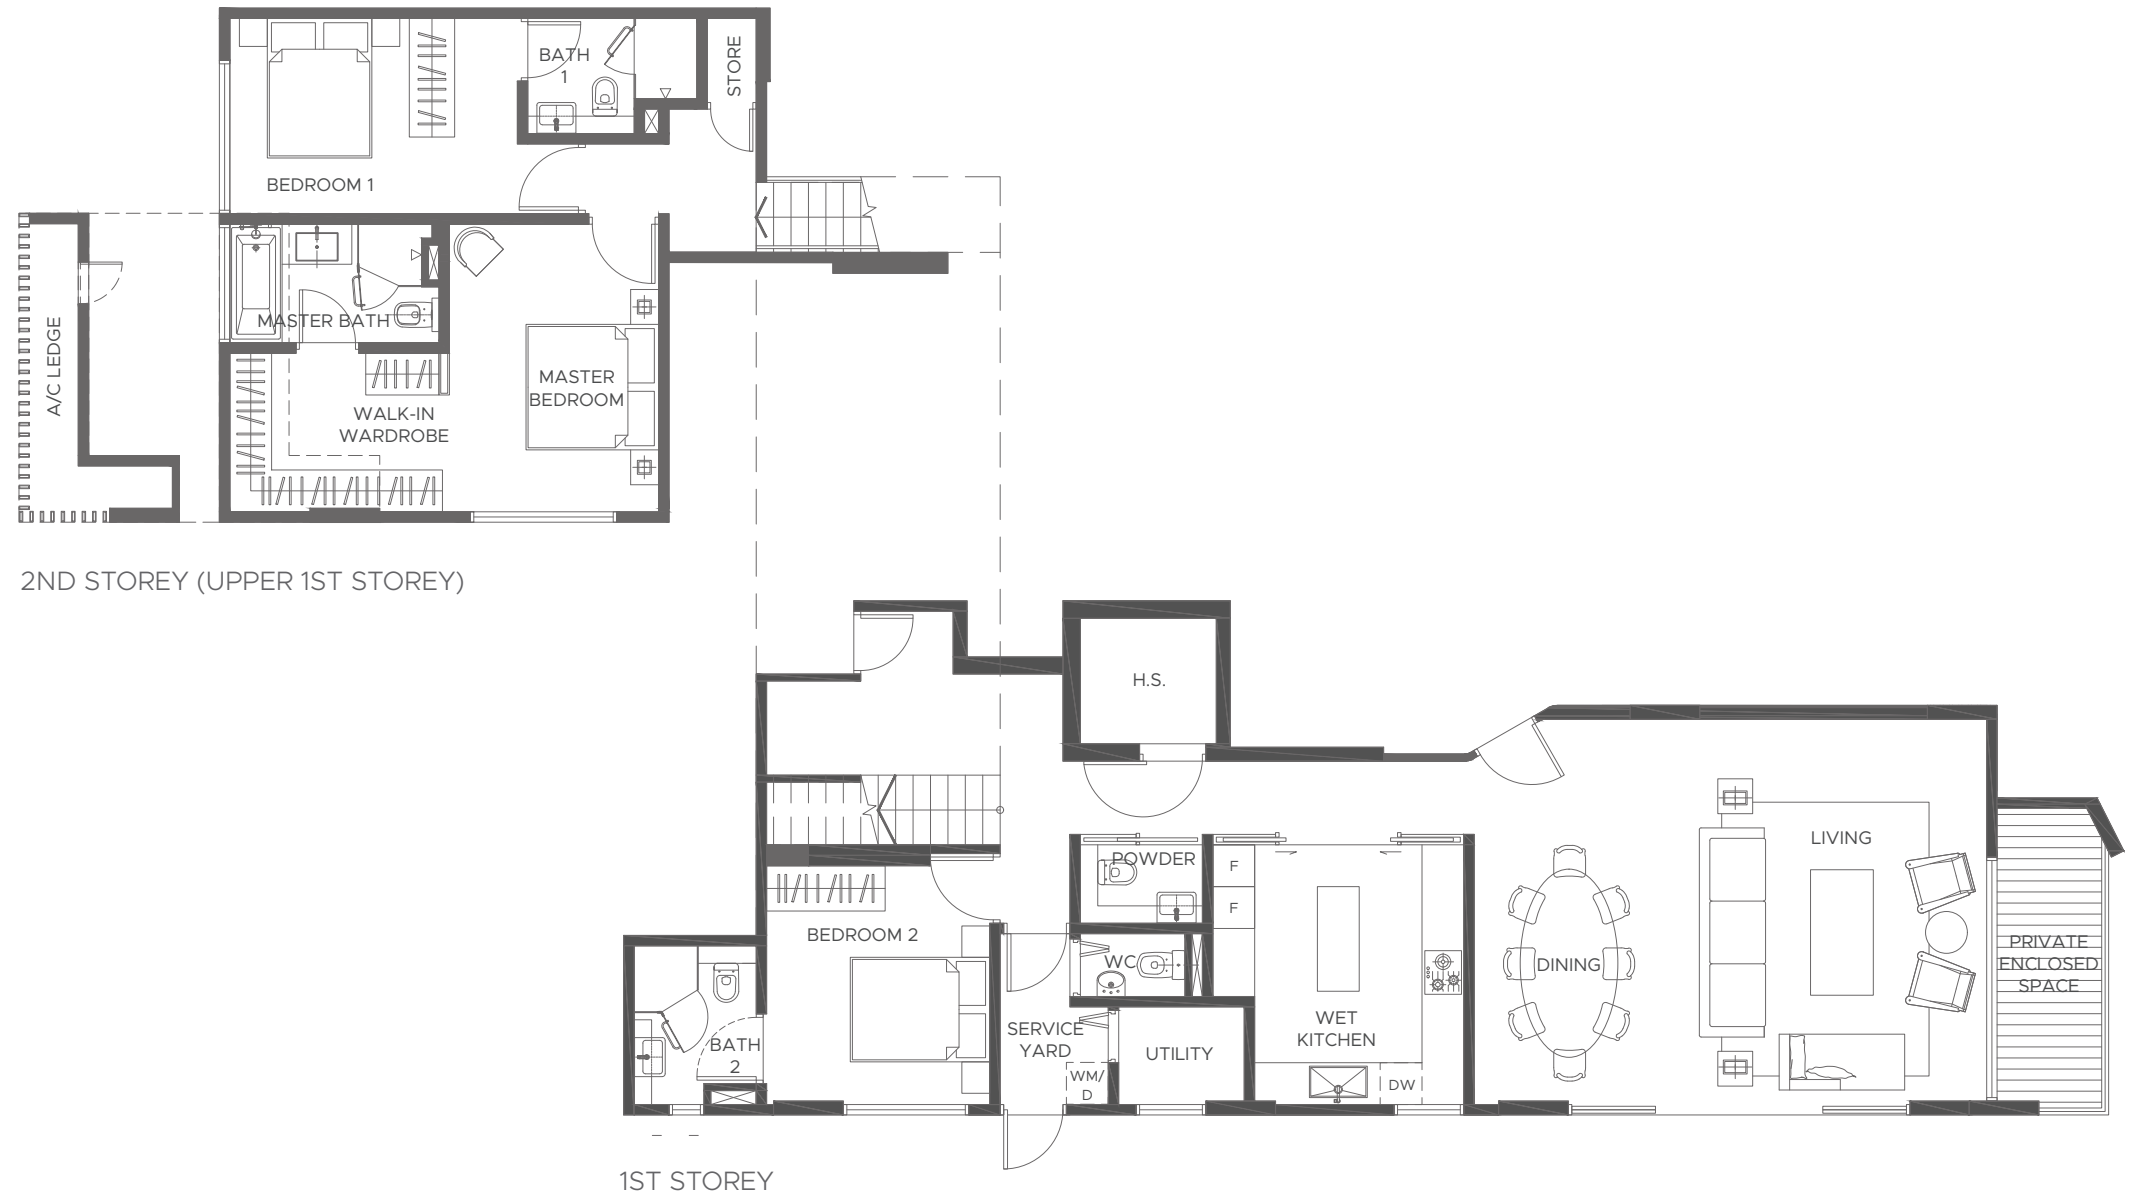 BATH
1
STORE
BEDROOM 1
A/C LEDGE
MASTER BATH
MASTER
BEDROOM
WALK-IN
WARDROBE
2ND STOREY (UPPER 1ST STOREY)
H.S.
LIVING
POWDER
F
F
BEDROOM 2
PRIVATE
ENCLOSED
SPACE
WC
DINING
WET
KITCHEN
SERVICE
YARD
BATH
2
UTILITY
WM/
D
DW
1ST STOREY